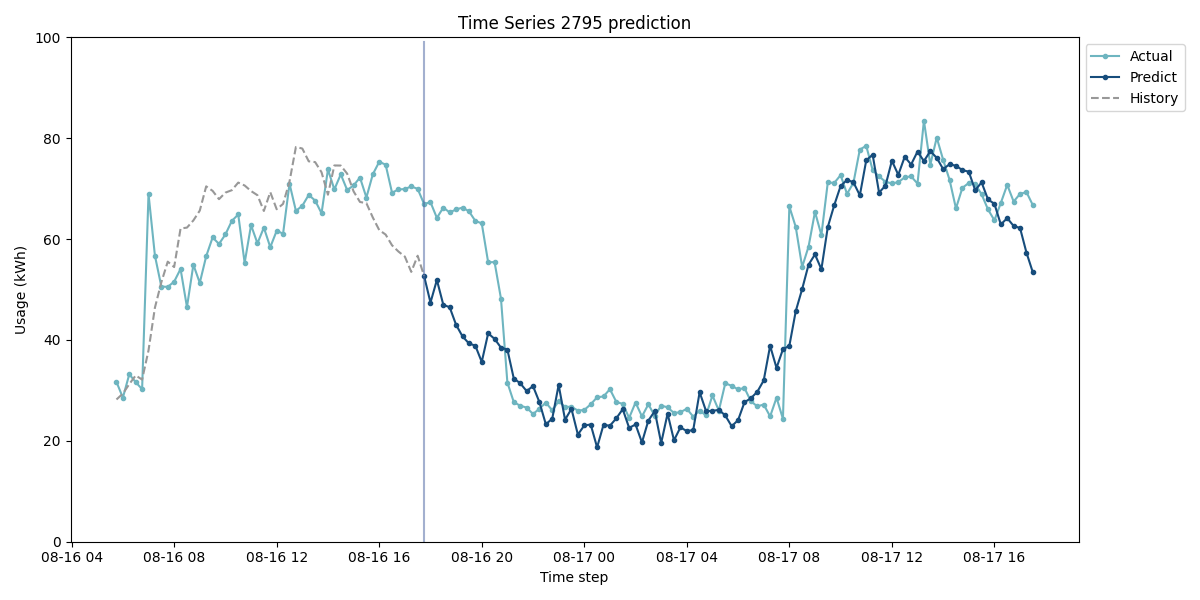 Time Series 2795 prediction
100
80
60
40
20
0
Usage (kWh)
08-16 04
08-16 08
08-16 12
08-16 16
08-16 20
08-17 00
08-17 04
08-17 08
08-17 12
08-17 16
Time step
Actual
Predict
History